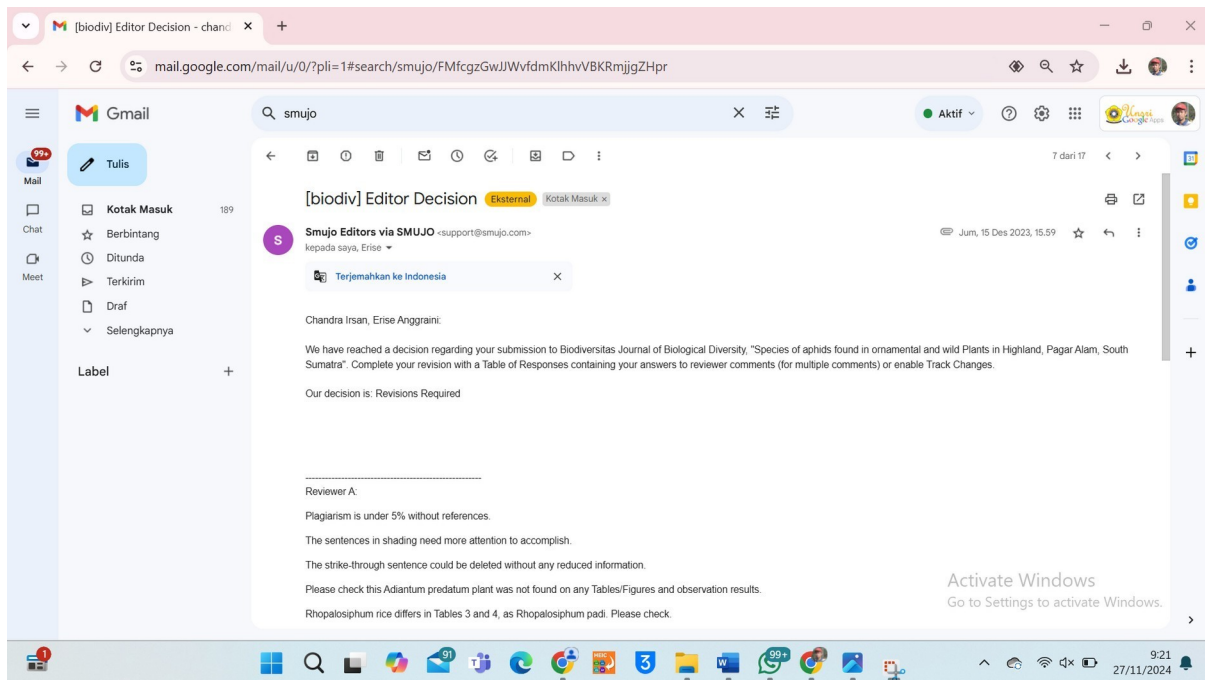 [biodiv] Editor Decision - chand
mail.google.com/mail/u/0/?pli=1#search/smujo/FMfcgzGwJJWvfdmKlhhvVBKRmjjgZHpr
Gmail
smujo
Aktif
99+
Mail
Tulis
7 dari 17
Chat
Meet
Kotak Masuk 189
Berbintang
Ditunda
Terkirim
Draf
Selengkapnya
Label
[biodiv] Editor Decision Eksternal Kotak Masuk ×
Smujo Editors via SMUJO <support@smujo.com>
Jum, 15 Des 2023, 15.59
kepada saya, Erise
Terjemahkan ke Indonesia
Chandra Irsan, Erise Anggraini:
We have reached a decision regarding your submission to Biodiversitas Journal of Biological Diversity, "Species of aphids found in ornamental and wild Plants in Highland, Pagar Alam, South
Sumatra". Complete your revision with a Table of Responses containing your answers to reviewer comments (for multiple comments) or enable Track Changes.
Our decision is: Revisions Required
------------------------------------------------------
Reviewer A:
Plagiarism is under 5% without references.
The sentences in shading need more attention to accomplish.
The strike-through sentence could be deleted without any reduced information.
Please check this Adiantum predatum plant was not found on any Tables/Figures and observation results.
Rhopalosiphum rice differs in Tables 3 and 4, as Rhopalosiphum padi. Please check.
Activate Windows
Go to Settings to activate Windows.
1
91
99+
9:21
27/11/2024